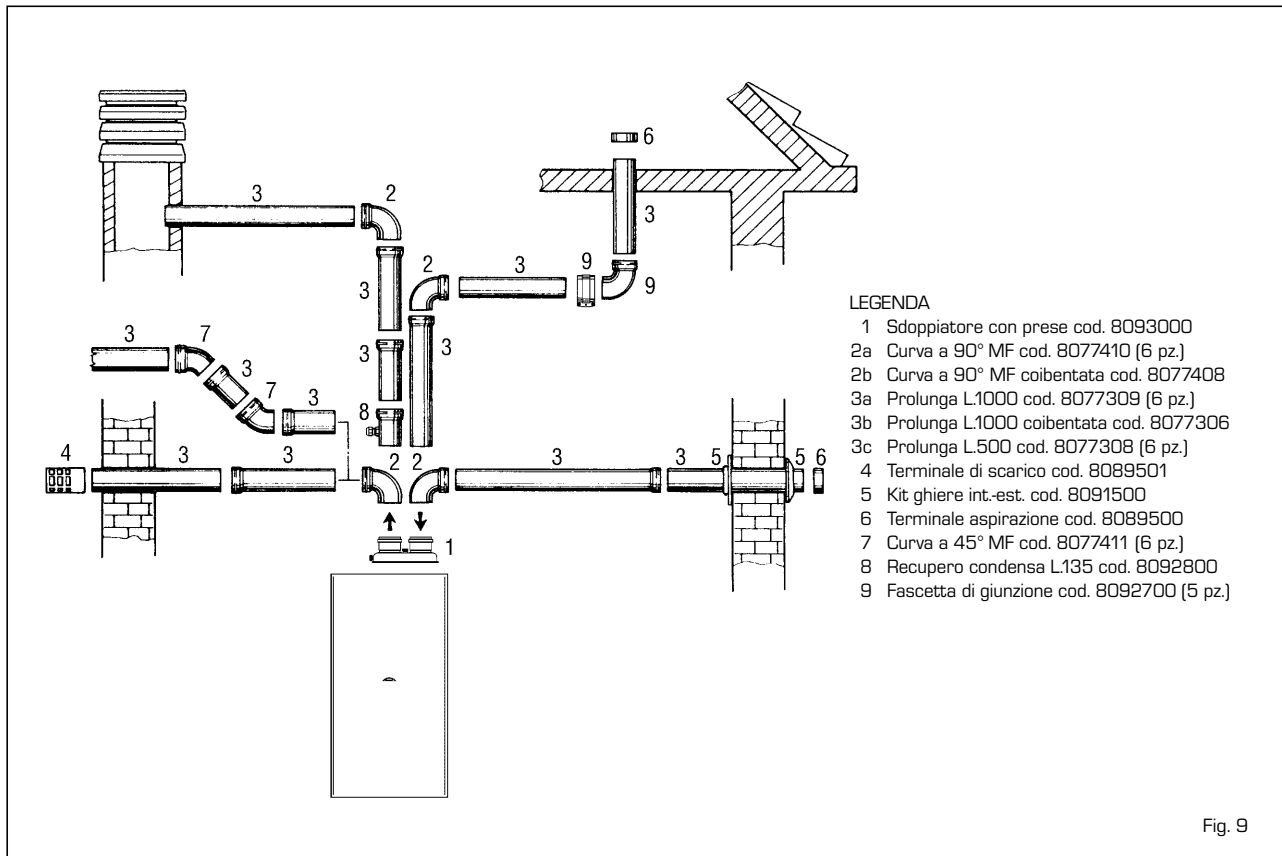 6
3
2
3
2
3
9
9
3
3
7
3
3
3
7
3
8
4
3
3
2
2
3
3
5
5
6
1
LEGENDA
1 Sdoppiatore con prese cod. 8093000
2a Curva a 90° MF cod. 8077410 (6 pz.)
2b Curva a 90° MF coibentata cod. 8077408
3a Prolunga L.1000 cod. 8077309 (6 pz.)
3b Prolunga L.1000 coibentata cod. 8077306
3c Prolunga L.500 cod. 8077308 (6 pz.)
4 Terminale di scarico cod. 8089501
5 Kit ghiere int.-est. cod. 8091500
6 Terminale aspirazione cod. 8089500
7 Curva a 45° MF cod. 8077411 (6 pz.)
8 Recupero condensa L.135 cod. 8092800
9 Fascetta di giunzione cod. 8092700 (5 pz.)
Fig. 9